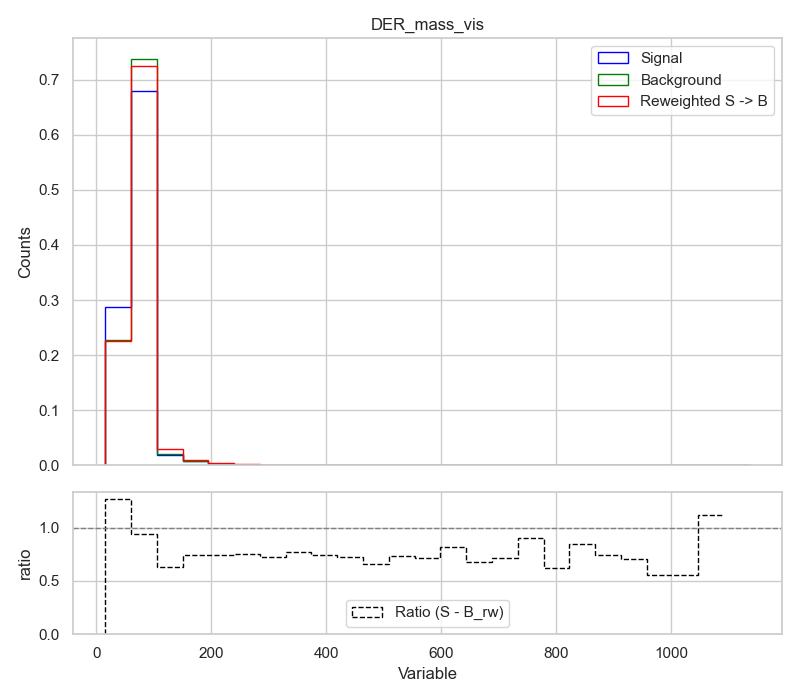 DER_mass_vis
Signal
Background
Reweighted S -> B
Counts
0.7
0.6
0.5
0.4
0.3
0.2
0.1
0.0
ratio
1.0
0.5
0.0
Ratio (S - B_rw)
0 200 400 600 800 1000
Variable